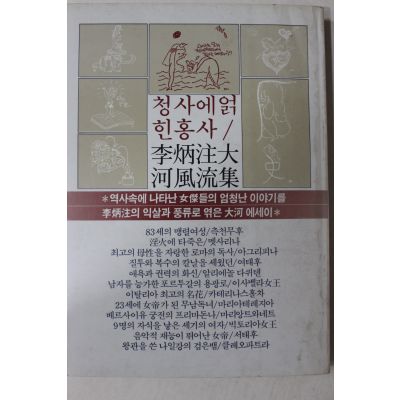 청사에얽
힌홍사/
李炳注大
河風流集
*역사속에 나타난 女傑들의 엄청난 이야기를
李炳注의 익살과 풍류로 엮은 大河 에세이*
83세의 맹렬여성/측천무후
淫火에 타죽은/멧사리나
최고의 母性을 자랑한 로마의 독사/아그리피나
질투와 복수의 칼날을 세웠던/여태후
애욕과 권력의 화신/알리에놀 다퀴텐
남자를 능가한 포르투갈의 용광로/이사벨라女王
이탈리아 최고의 名花/카테리나스홀차
23세에 女帝가 된 무남독녀/마리아테레지아
베르사이유 궁전의 프리마돈나/마리앙트와네트
9명의 자식을 낳은 세기의 여자/빅토리아女王
음악적 재능이 뛰어난 女帝/서태후
왕관을 쓴 나일강의 검은뱀/클레오파트라